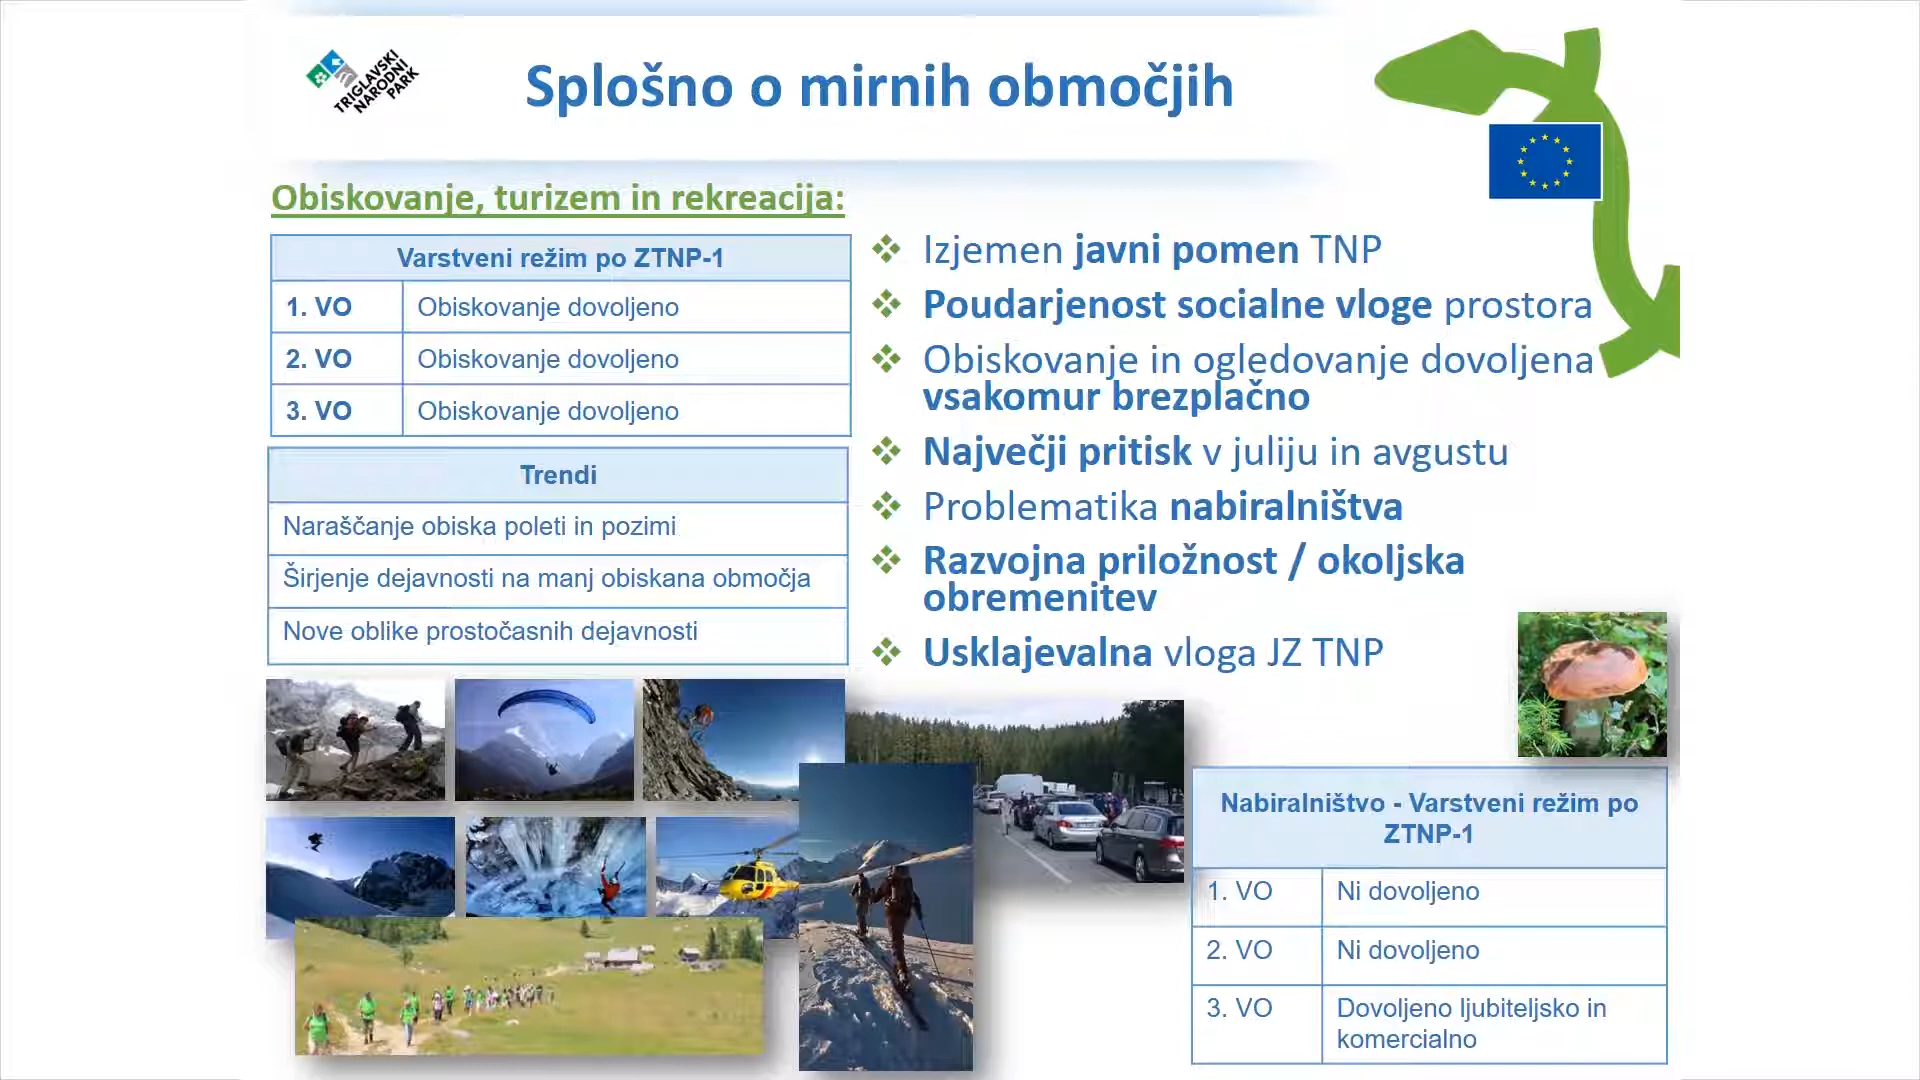 TRIGLAVSKI
NARODNI
PARK
Splošno o mirnih območjih
Obiskovanje, turizem in rekreacija:
Varstveni režim po ZTNP-1
1. VO Obiskovanje dovoljeno
2. VO Obiskovanje dovoljeno
3. VO Obiskovanje dovoljeno
Trendi
Naraščanje obiska poleti in pozimi
Širjenje dejavnosti na manj obiskana območja
Nove oblike prostočasnih dejavnosti
Izjemen javni pomen TNP
Poudarjenost socialne vloge prostora
Obiskovanje in ogledovanje dovoljena
vsakomur brezplačno
Največji pritisk v juliju in avgustu
Problematika nabiralništva
Razvojna priložnost / okoljska
obremenitev
Usklajevalna vloga JZ TNP
Nabiralništvo - Varstveni režim po
ZTNP-1
1. VO Ni dovoljeno
2. VO Ni dovoljeno
3. VO Dovoljeno ljubiteljsko in
komercialno